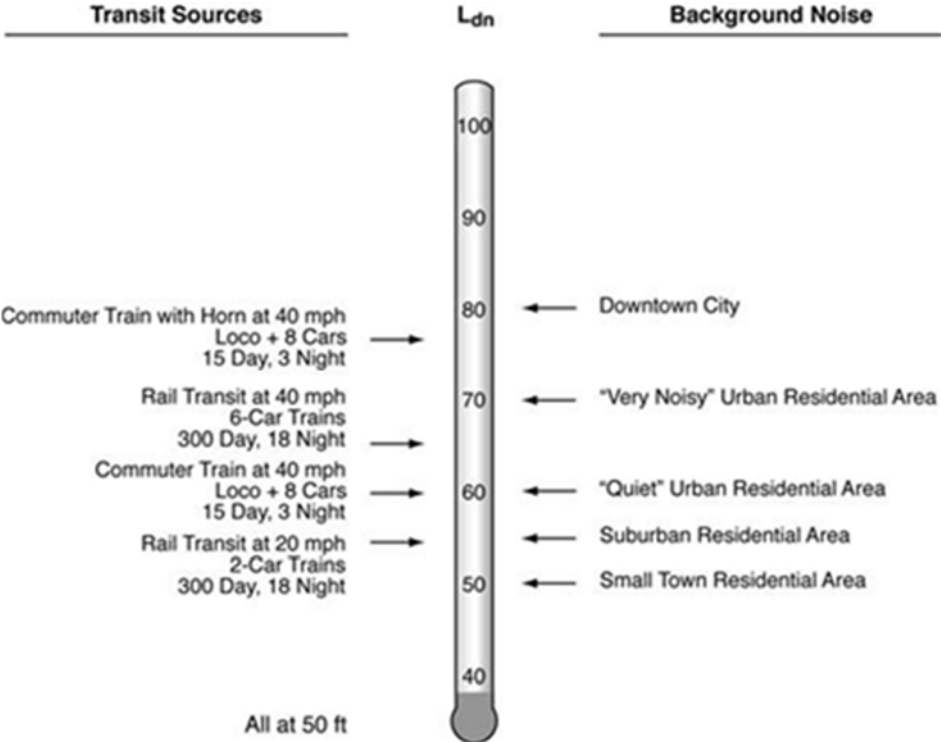 Transit Sources
Ldn
Background Noise
100
90
80
70
60
50
40
Commuter Train with Horn at 40 mph
Loco + 8 Cars
15 Day, 3 Night
Rail Transit at 40 mph
6-Car Trains
300 Day, 18 Night
Commuter Train at 40 mph
Loco + 8 Cars
15 Day, 3 Night
Rail Transit at 20 mph
2-Car Trains
300 Day, 18 Night
All at 50 ft
Downtown City
“Very Noisy” Urban Residential Area
“Quiet” Urban Residential Area
Suburban Residential Area
Small Town Residential Area